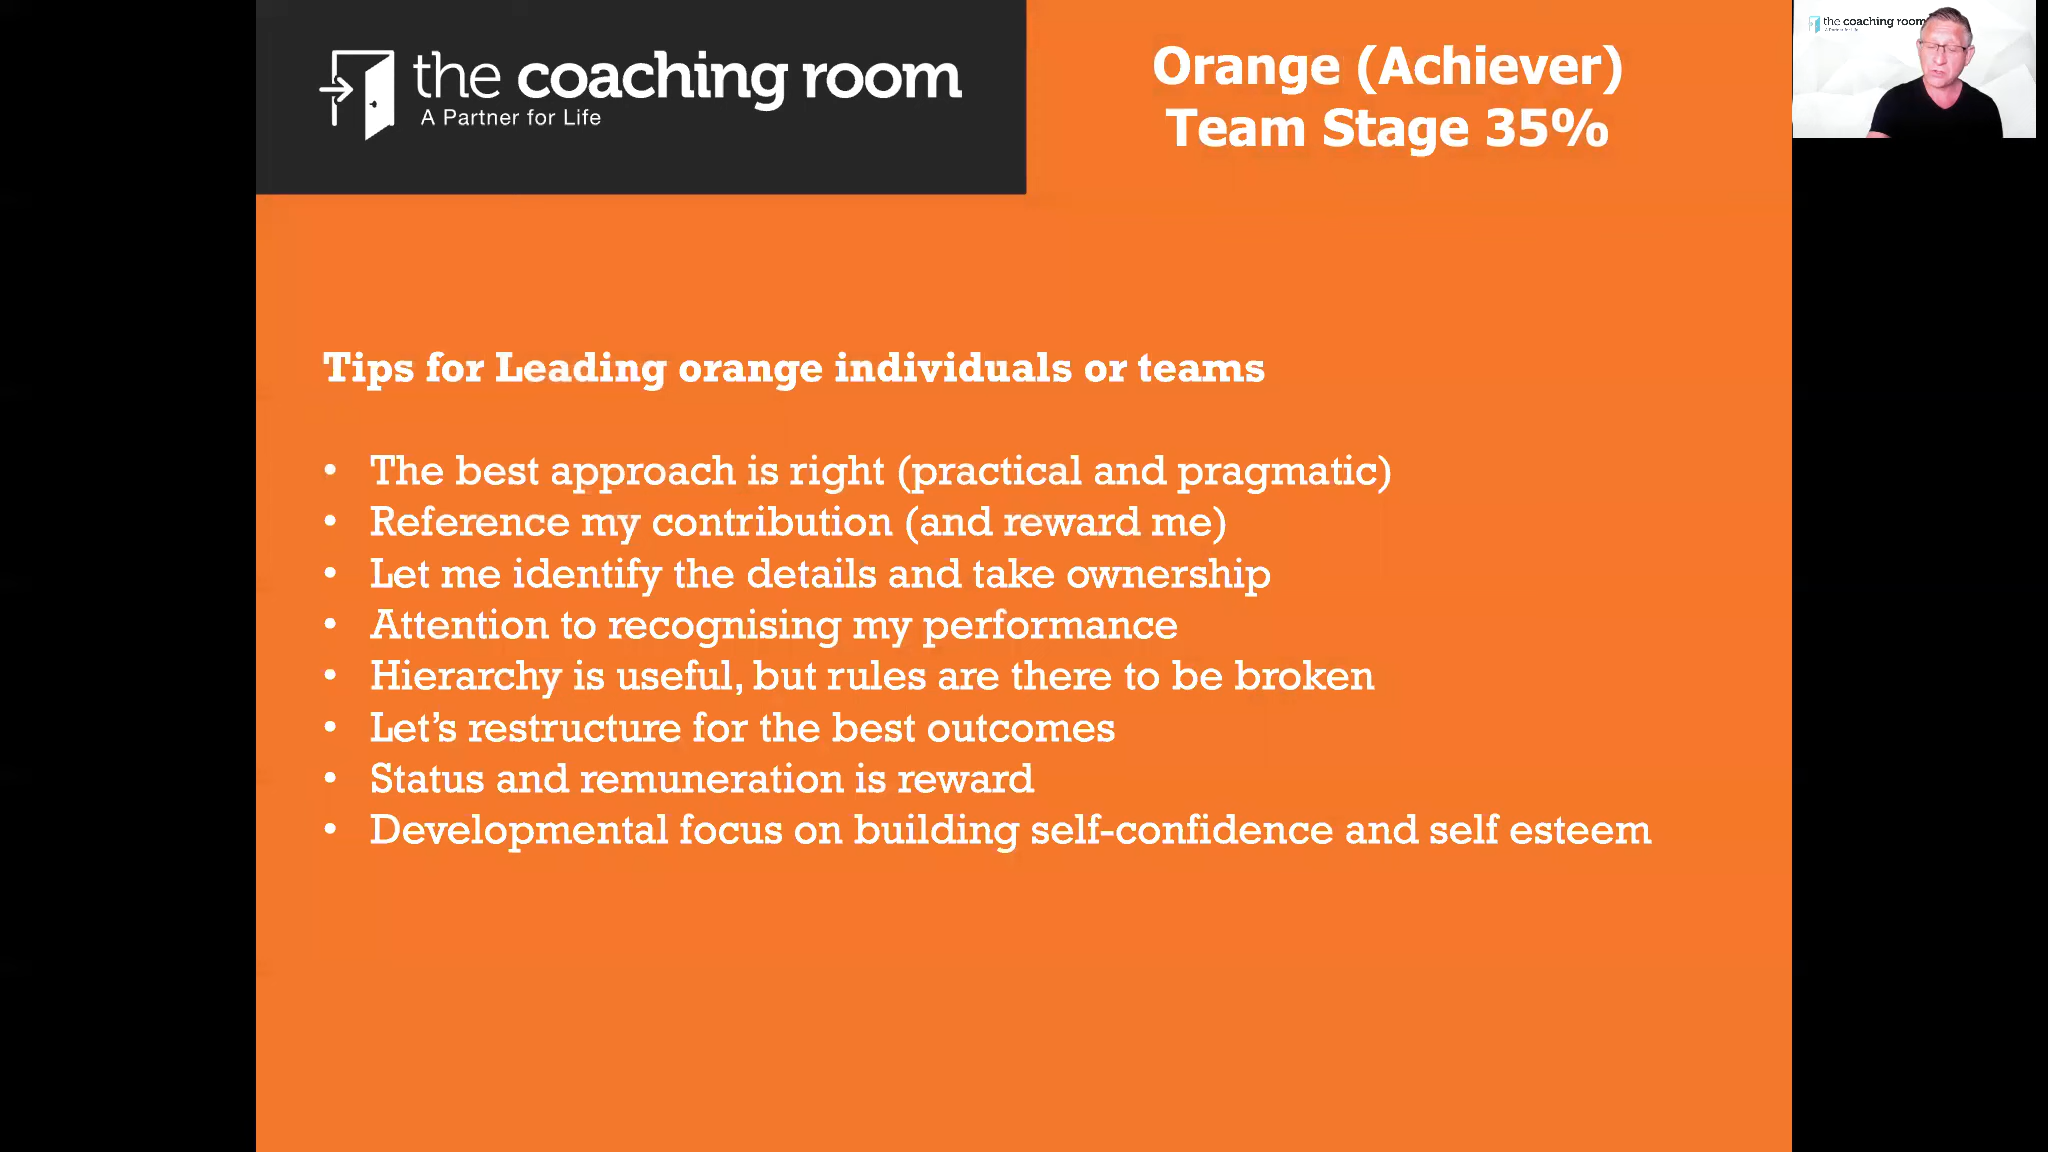 the coaching room
A Partner for Life
Orange (Achiever)
Team Stage 35%
the coaching room
Tips for Leading orange individuals or teams
• The best approach is right (practical and pragmatic)
• Reference my contribution (and reward me)
• Let me identify the details and take ownership
• Attention to recognising my performance
• Hierarchy is useful, but rules are there to be broken
• Let's restructure for the best outcomes
• Status and remuneration is reward
• Developmental focus on building self-confidence and self esteem